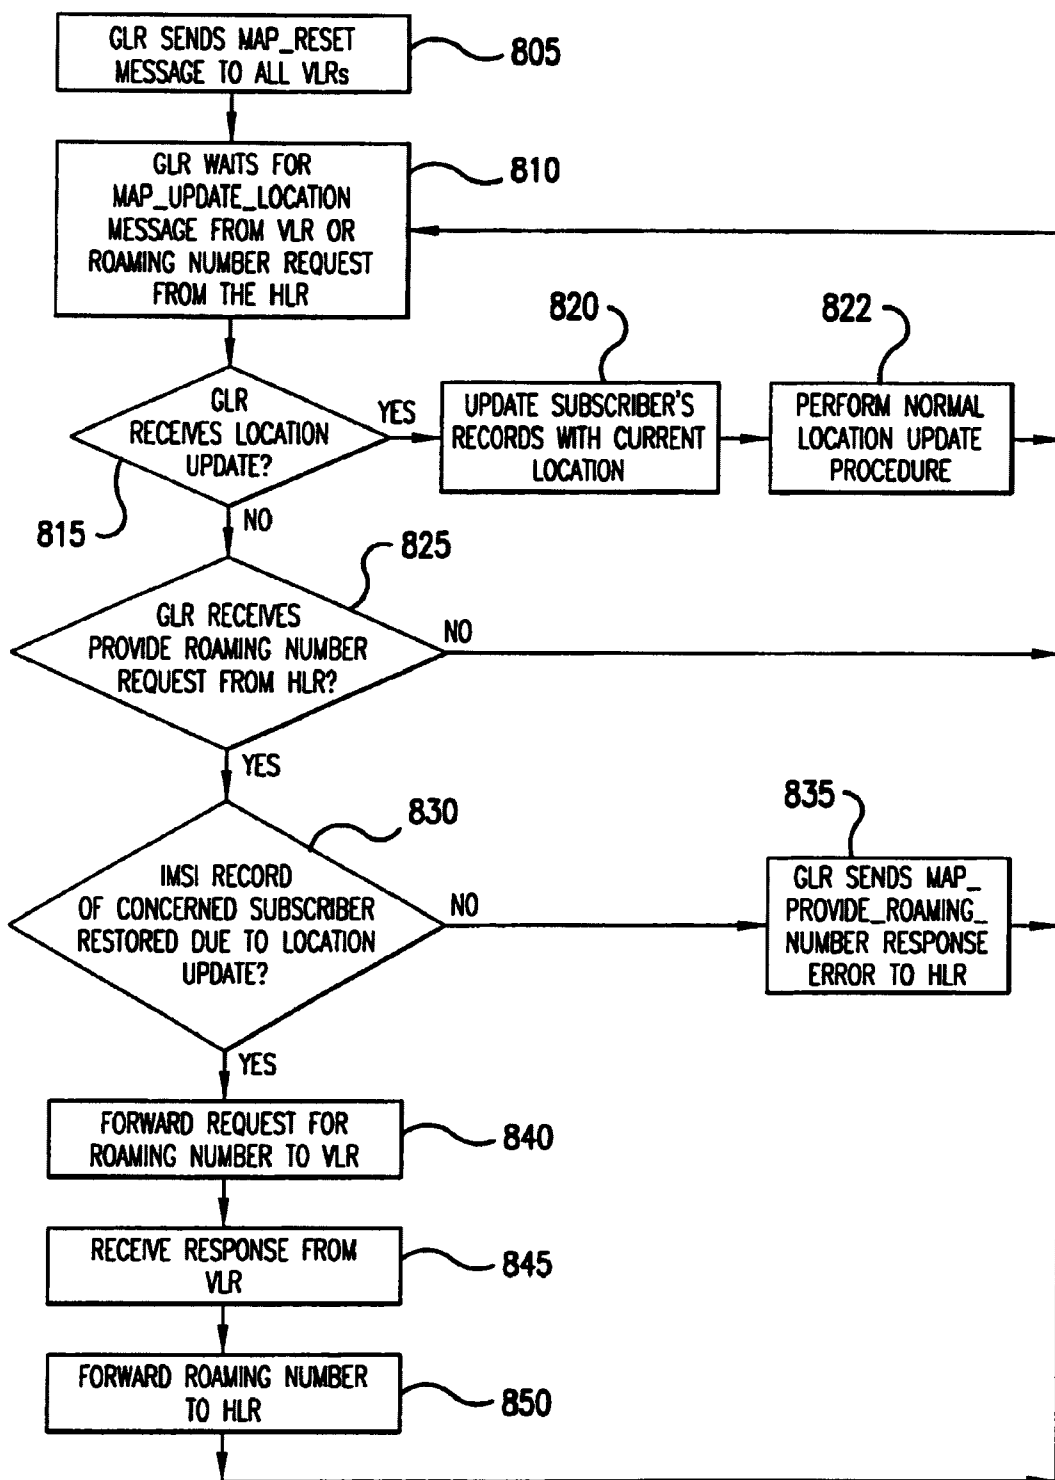 GLR SENDS MAP_RESET
MESSAGE TO ALL VLRs
805
GLR WAITS FOR
MAP_UPDATE_LOCATION
MESSAGE FROM VLR OR
ROAMING NUMBER REQUEST
FROM THE HLR
810
GLR
RECEIVES LOCATION
UPDATE?
815
YES
NO
820
UPDATE SUBSCRIBER'S
RECORDS WITH CURRENT
LOCATION
822
PERFORM NORMAL
LOCATION UPDATE
PROCEDURE
825
GLR RECEIVES
PROVIDE ROAMING NUMBER
REQUEST FROM HLR?
NO
YES
830
IMSI RECORD
OF CONCERNED SUBSCRIBER
RESTORED DUE TO LOCATION
UPDATE?
NO
YES
835
GLR SENDS MAP_
PROVIDE_ROAMING_
NUMBER RESPONSE
ERROR TO HLR
FORWARD REQUEST FOR
ROAMING NUMBER TO VLR
840
RECEIVE RESPONSE FROM
VLR
845
FORWARD ROAMING NUMBER
TO HLR
850